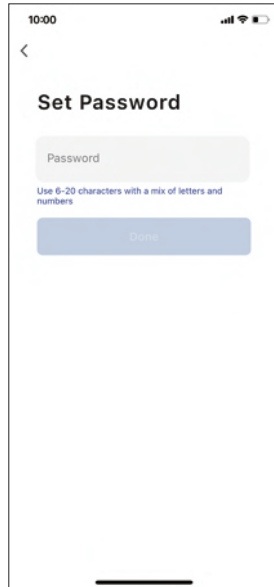 10:00
Set Password
Password
Use 6-20 characters with a mix of letters and
numbers
Done